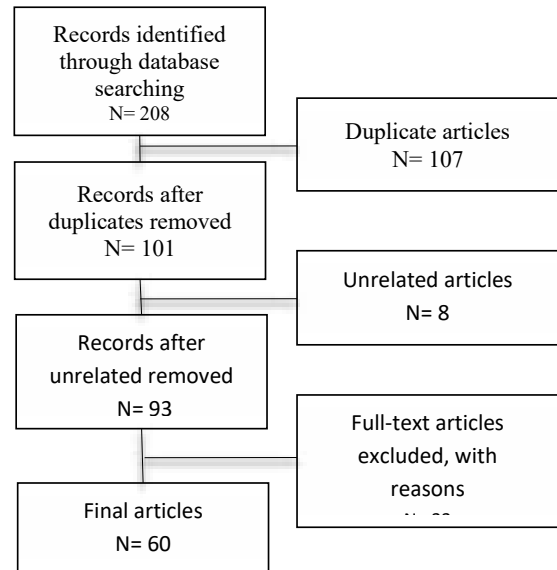 Records identified
through database
searching
N= 208
Duplicate articles
N= 107
Records after
duplicates removed
N= 101
Unrelated articles
N= 8
Records after
unrelated removed
N= 93
Full-text articles
excluded, with
reasons
Final articles
N= 60